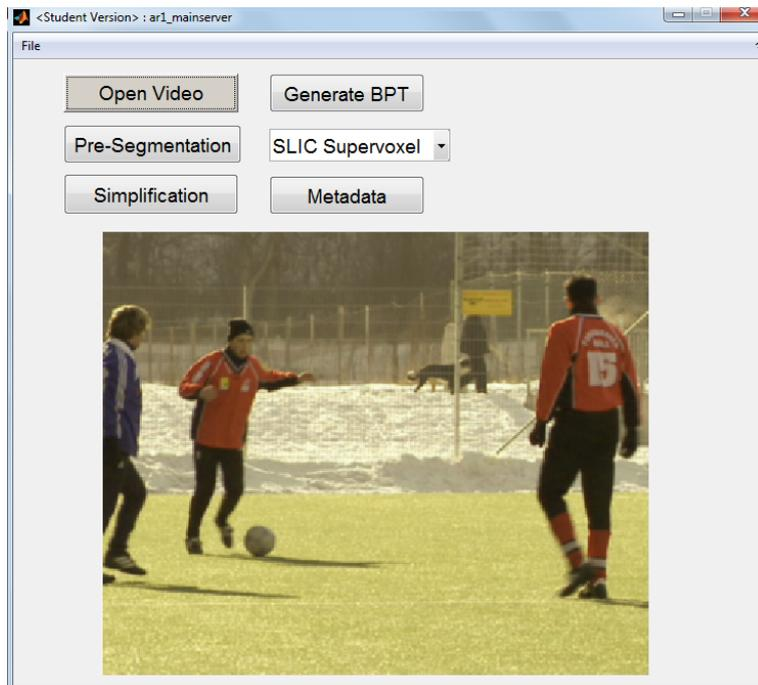 <Student Version> : ar1_mainserver
File
Open Video
Generate BPT
Pre-Segmentation
SLIC Supervoxel
Simplification
Metadata
15